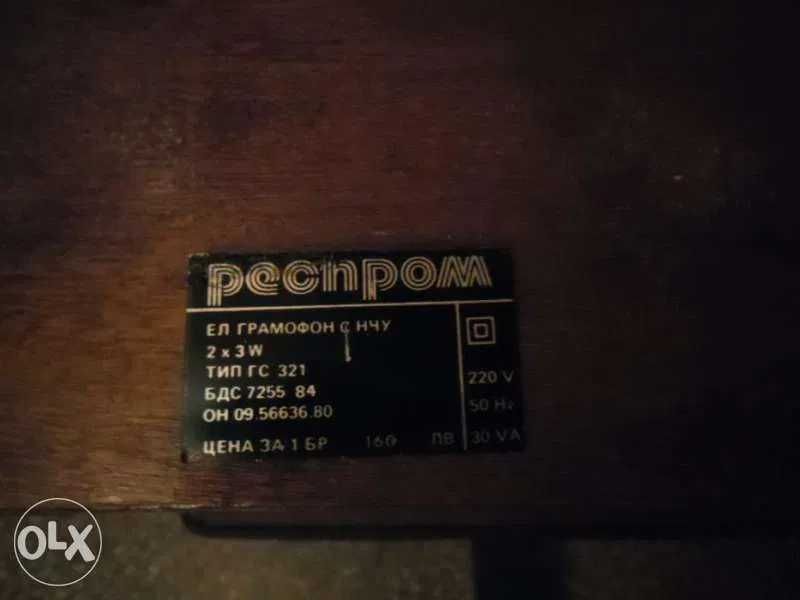 респром
ЕЛ ГРАМОФОН С НЧУ
2 x 3W
ТИП ГС 321
БДС 7255 84
ОН 09.56636.80
ЦЕНА ЗА 1 БР 160 ЛВ
220 V
50 Hz
30 VA
OLX